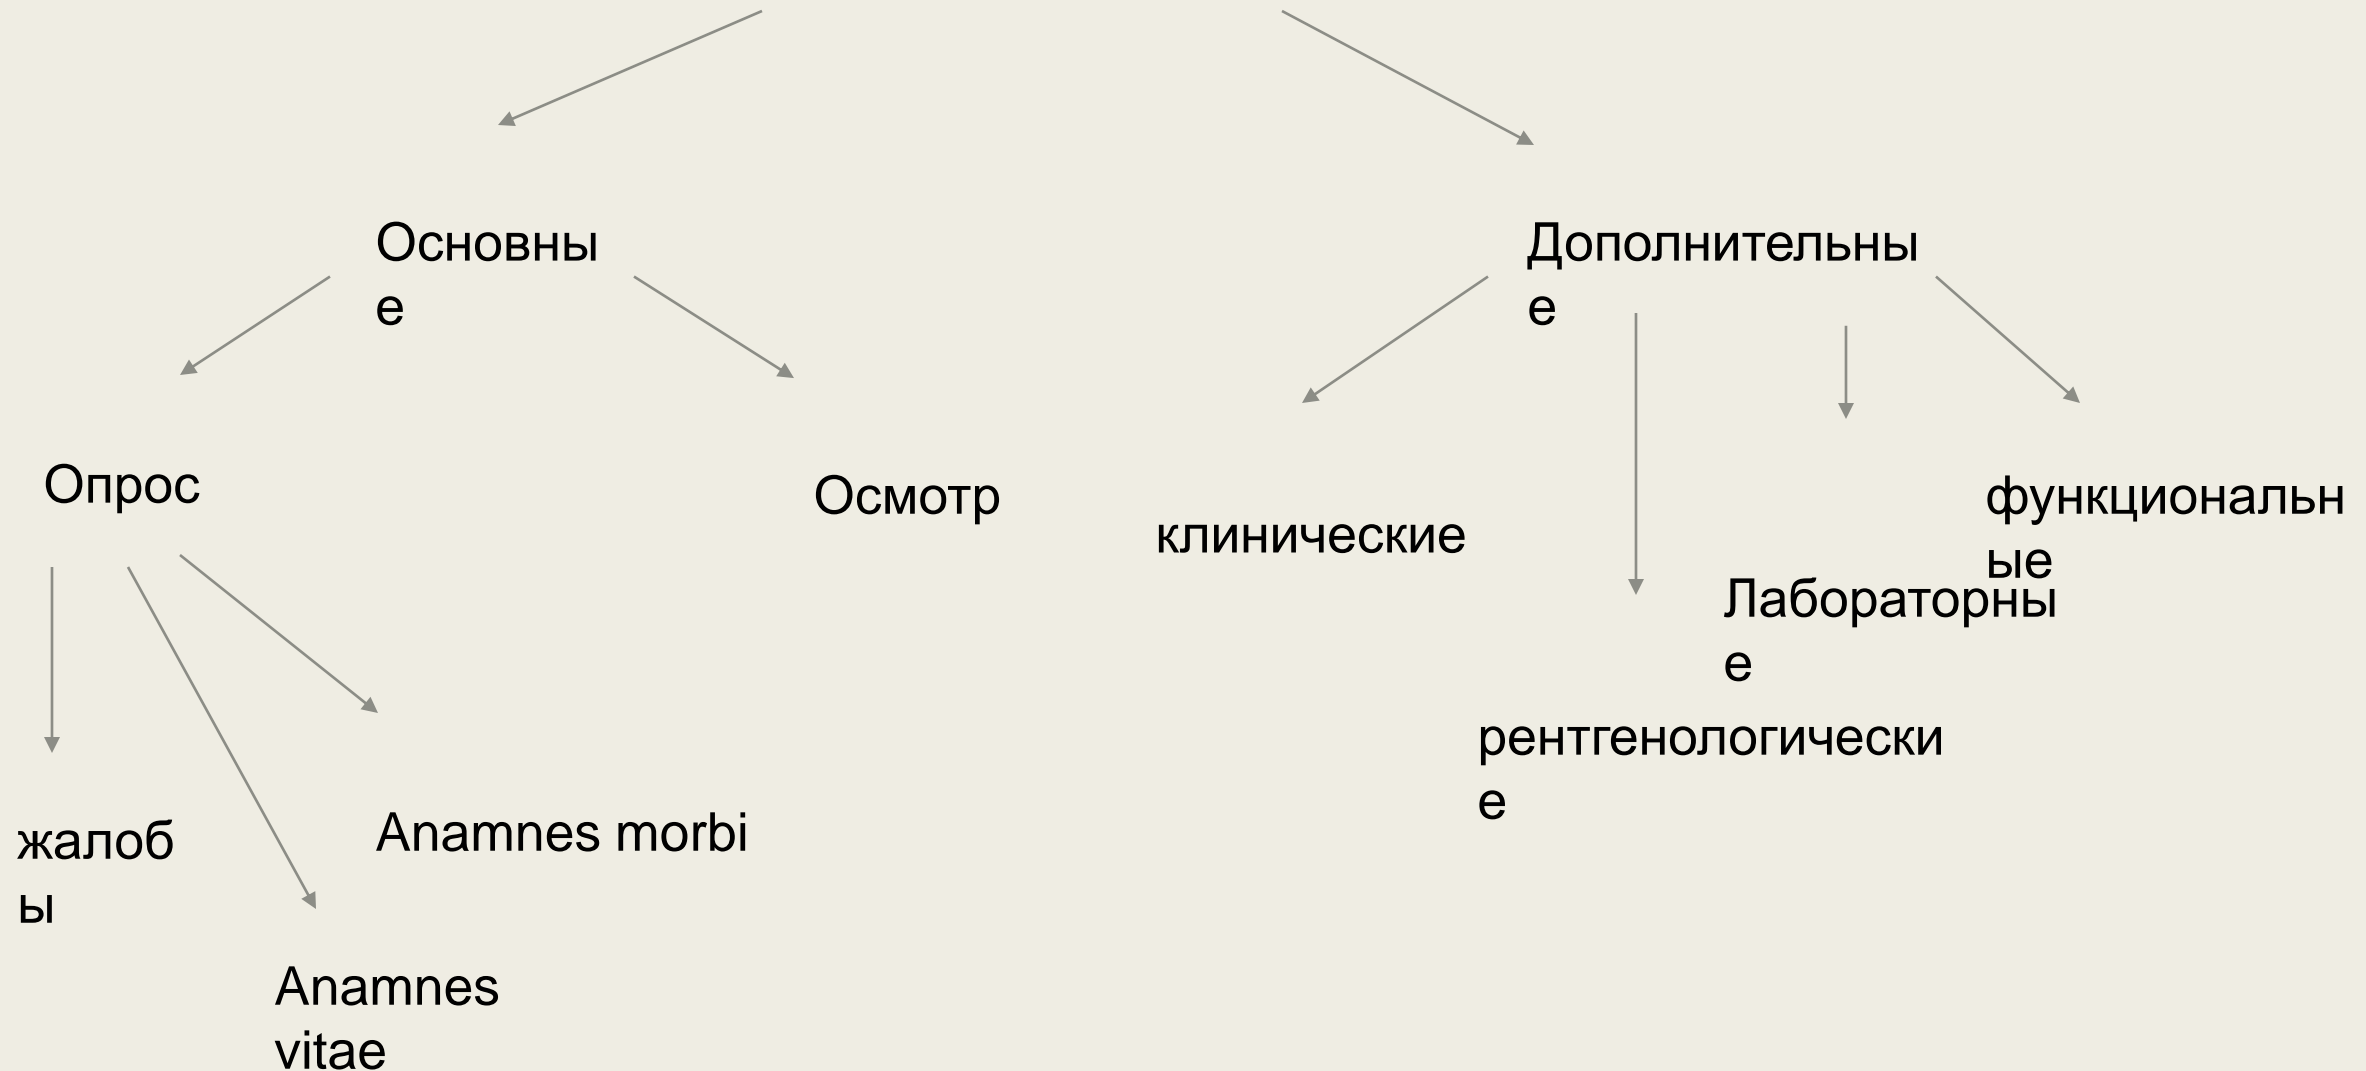 Основны
е
Дополнительны
е
Опрос
Осмотр
клинические
функциональн
ые
Лабораторны
е
рентгенологически
е
жалоб
ы
Anamnes morbi
Anamnes
vitae